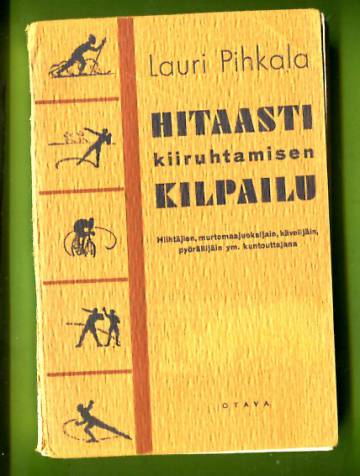 Lauri Pihkala
HITAASTI
kiiruhtamisen
KILPAILU
Hiihtäjien, murtomaajuoksijain, kävelijäin,
pyöräilijäin ym. kuntouttajana
OTAVA